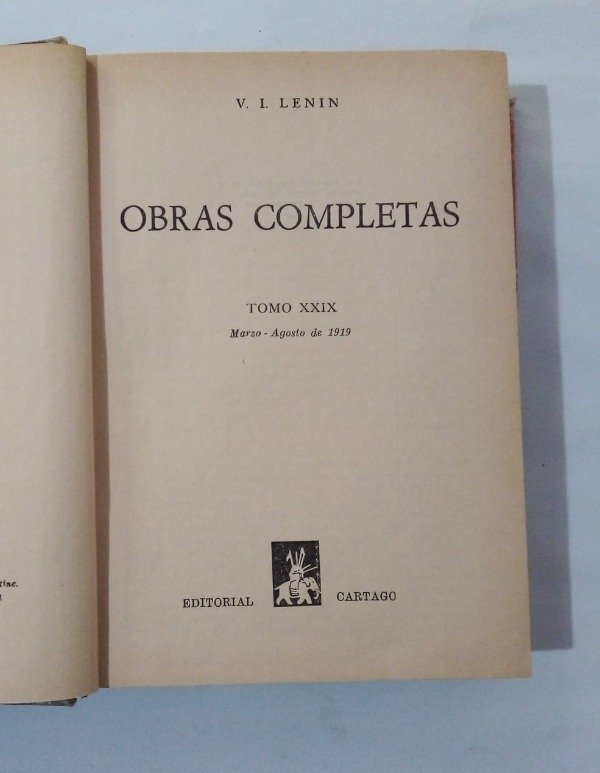 V. I. LENIN
OBRAS COMPLETAS
TOMO XXIX
Marzo - Agosto de 1919
EDITORIAL CARTAGO